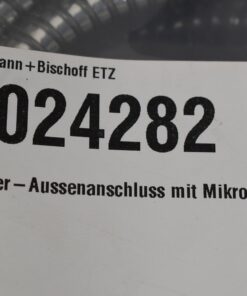 ann+Bischoff ETZ
024282
er – Aussenanschluss mit Mikro